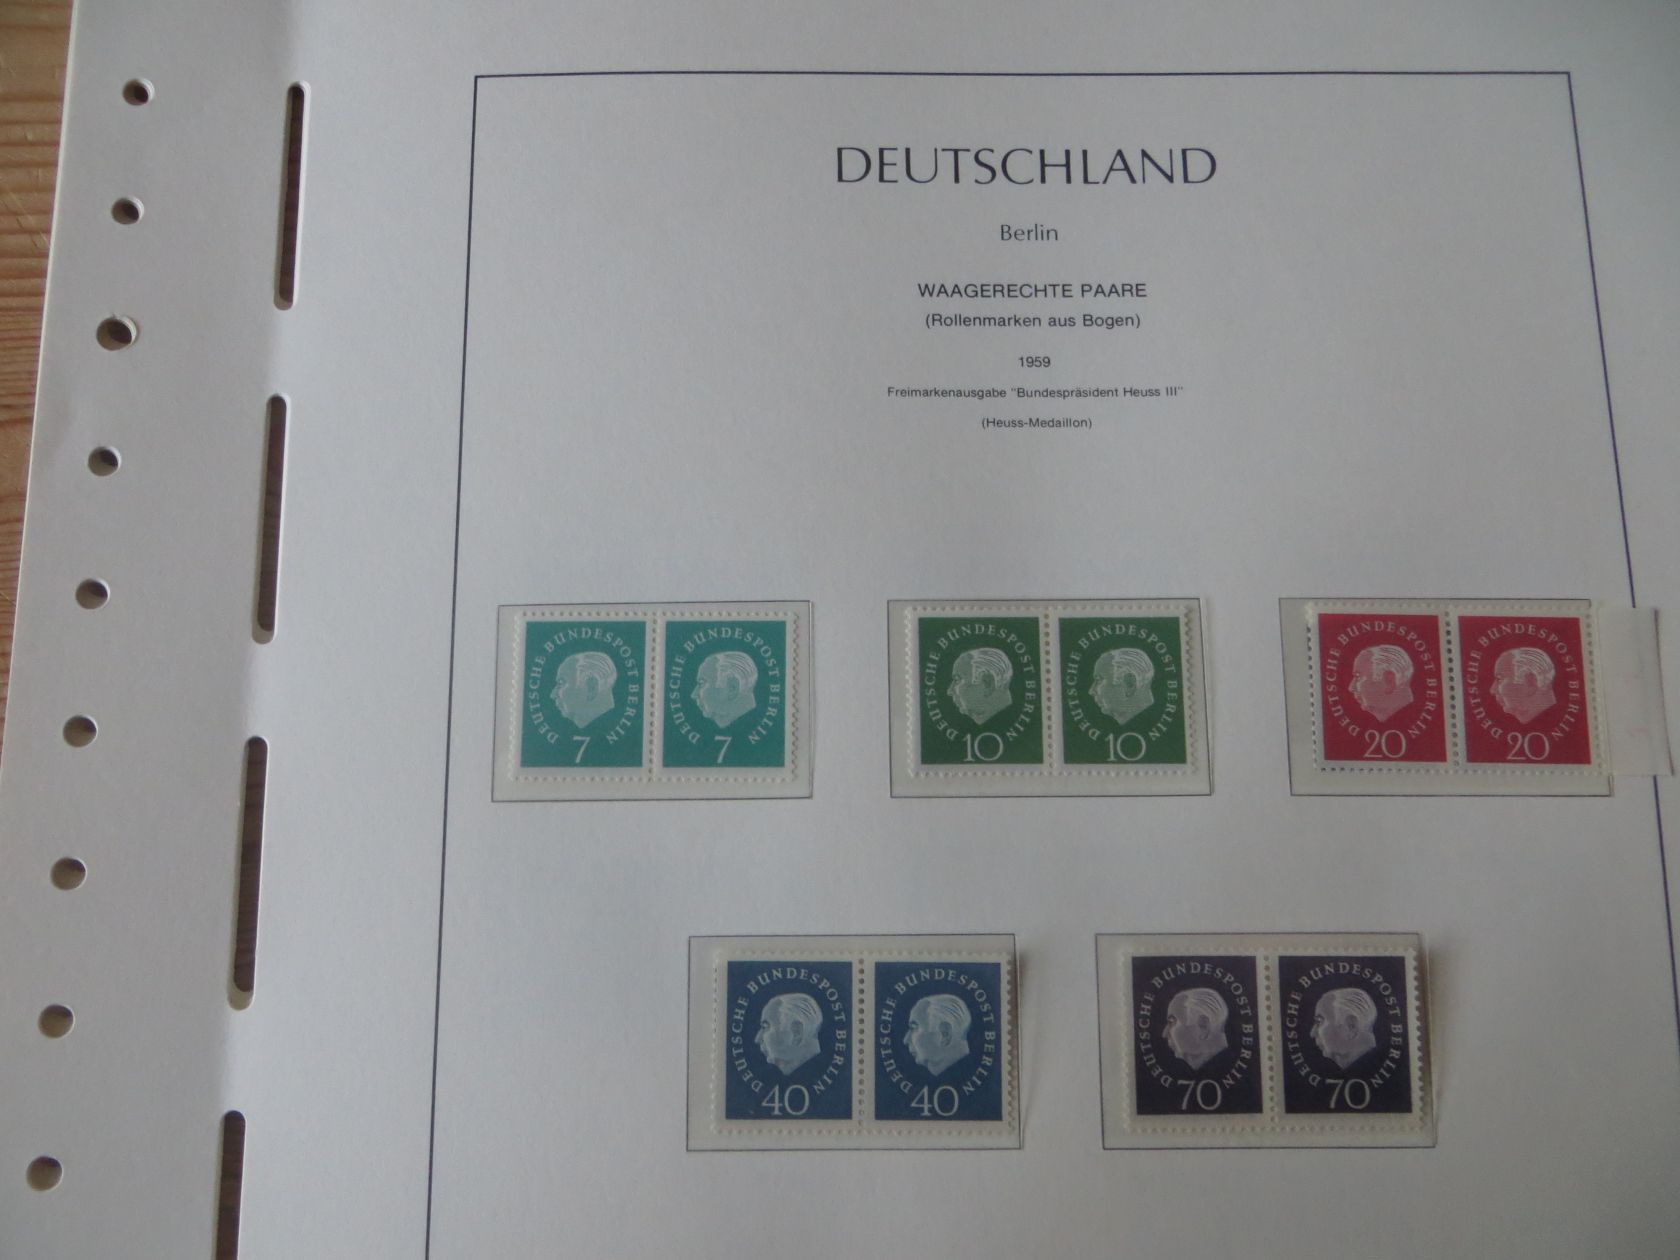 DEUTSCHLAND
Berlin
WAAGERECHTE PAARE
(Rollenmarken aus Bogen)
1959
Freimarkenausgabe "Bundespräsident Heuss III"
(Heuss-Medaillon)
DEUTSCHE BUNDESPOST BERLIN
7
DEUTSCHE BUNDESPOST BERLIN
7
DEUTSCHE BUNDESPOST BERLIN
10
DEUTSCHE BUNDESPOST BERLIN
10
DEUTSCHE BUNDESPOST BERLIN
20
DEUTSCHE BUNDESPOST BERLIN
20
DEUTSCHE BUNDESPOST BERLIN
40
DEUTSCHE BUNDESPOST BERLIN
40
DEUTSCHE BUNDESPOST BERLIN
70
DEUTSCHE BUNDESPOST BERLIN
70